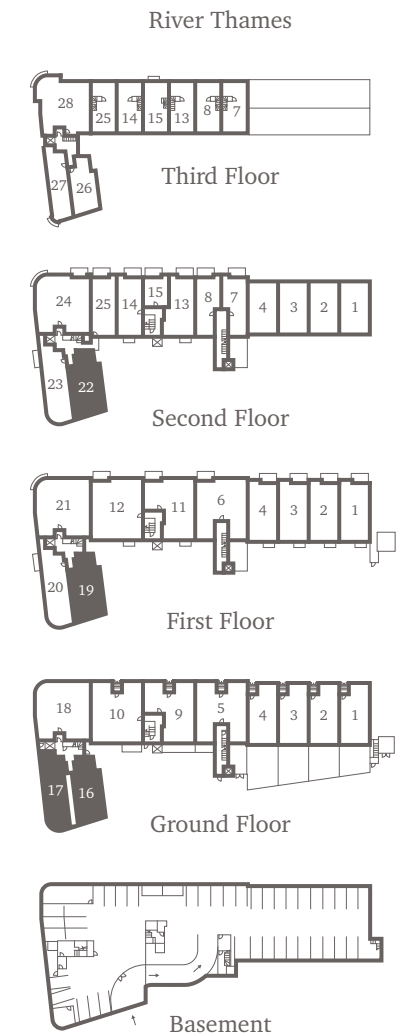 River Thames
28 25 14 15 13 8 7
27 26
Third Floor
24 25 14 15 13 8 7 4 3 2 1
23 22
Second Floor
21 12 11 6 4 3 2 1
20 19
First Floor
18 10 9 5 4 3 2 1
17 16
Ground Floor
Basement